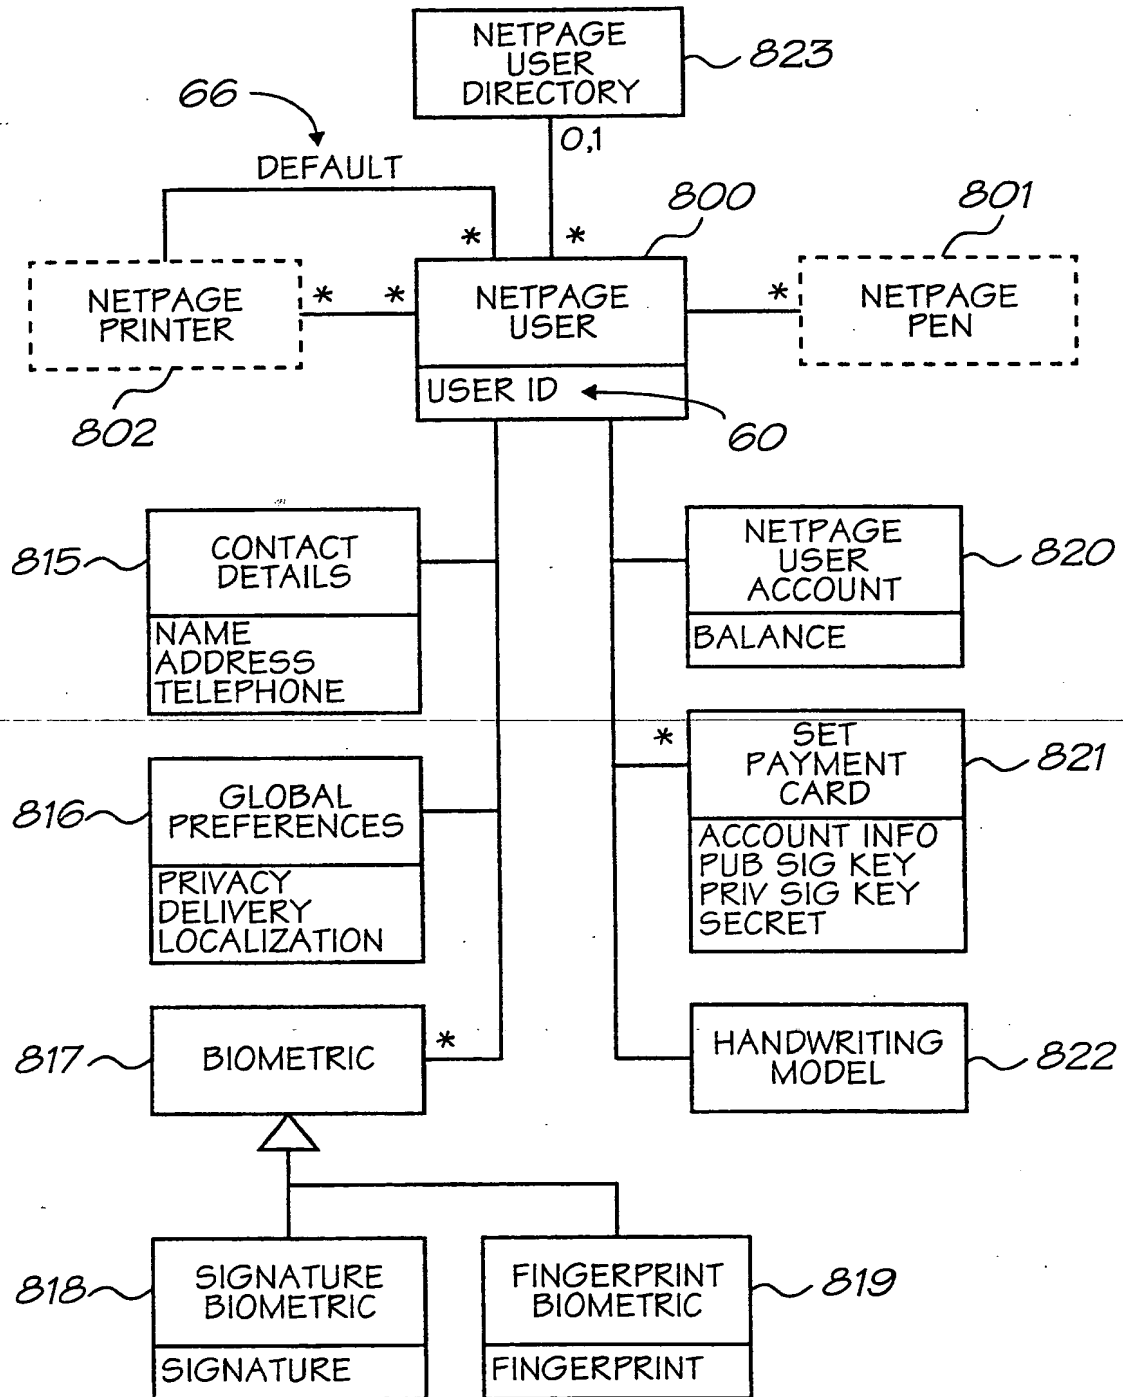 NETPAGE
USER
DIRECTORY
823
66
DEFAULT
0,1
*
*
800
801
NETPAGE
PRINTER
*
*
NETPAGE
USER
*
NETPAGE
PEN
USER ID
802
60
815
CONTACT
DETAILS
NAME
ADDRESS
TELEPHONE
NETPAGE
USER
ACCOUNT
820
BALANCE
816
GLOBAL
PREFERENCES
PRIVACY
DELIVERY
LOCALIZATION
*
SET
PAYMENT
CARD
821
ACCOUNT INFO
PUB SIG KEY
PRIV SIG KEY
SECRET
817
BIOMETRIC
*
HANDWRITING
MODEL
822
818
SIGNATURE
BIOMETRIC
SIGNATURE
FINGERPRINT
BIOMETRIC
819
FINGERPRINT